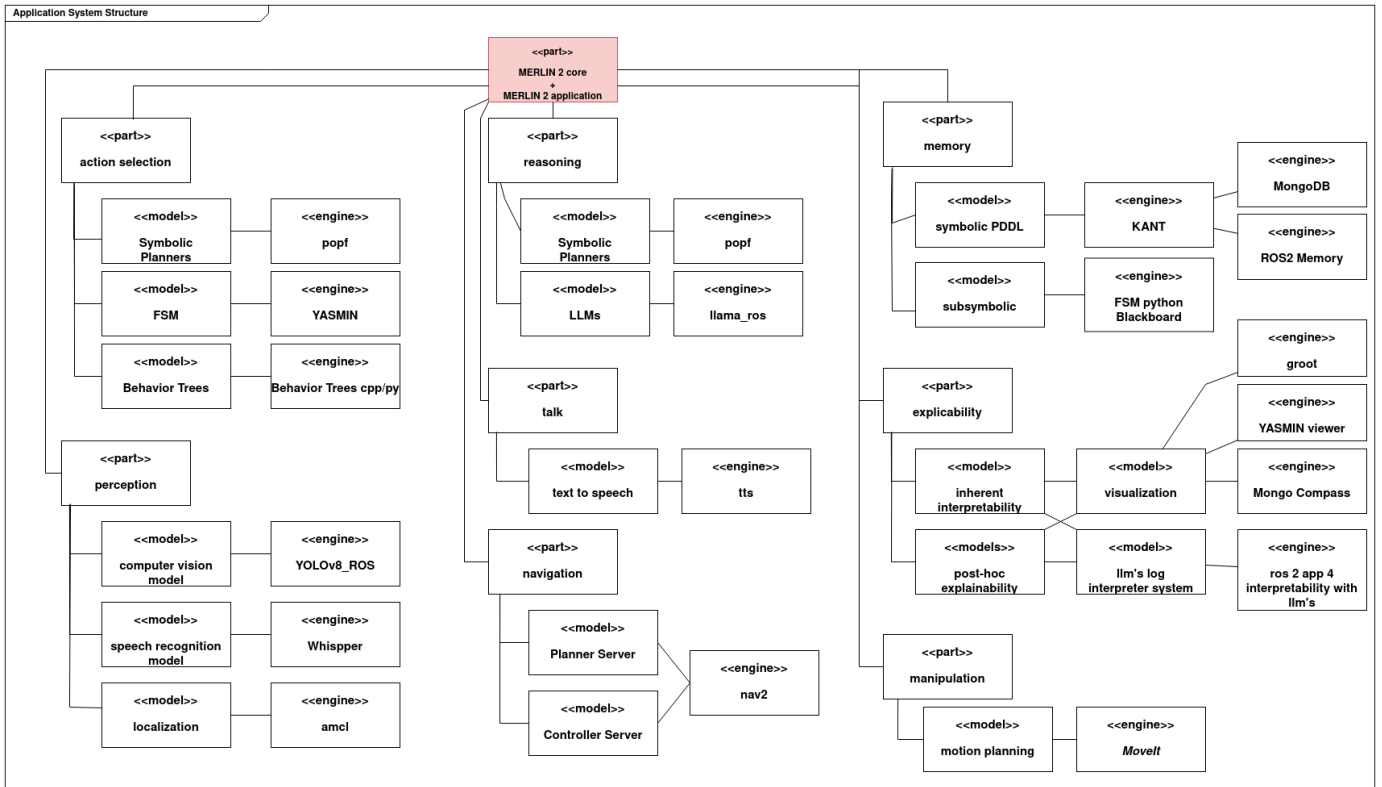 Application System Structure
<<part>>
MERLIN 2 core
+
MERLIN 2 application
<<part>>
action selection
<<model>>
Symbolic
Planners
<<engine>>
popf
<<model>>
FSM
<<engine>>
YASMIN
<<model>>
Behavior Trees
<<engine>>
Behavior Trees cpp/py
<<part>>
perception
<<model>>
computer vision
model
<<engine>>
YOLOv8_ROS
<<model>>
speech recognition
model
<<engine>>
Whispper
<<model>>
localization
<<engine>>
amcl
<<part>>
reasoning
<<model>>
Symbolic
Planners
<<engine>>
popf
<<model>>
LLMs
<<engine>>
llama_ros
<<part>>
talk
<<model>>
text to speech
<<engine>>
tts
<<part>>
navigation
<<model>>
Planner Server
<<model>>
Controller Server
<<engine>>
nav2
<<part>>
memory
<<model>>
symbolic PDDL
<<engine>>
KANT
<<engine>>
MongoDB
<<engine>>
ROS2 Memory
<<model>>
subsymbolic
<<engine>>
FSM python
Blackboard
<<part>>
explicability
<<model>>
inherent
interpretability
<<model>>
visualization
<<engine>>
groot
<<engine>>
YASMIN viewer
<<engine>>
Mongo Compass
<<models>>
post-hoc
explainability
<<model>>
llm's log
interpreter system
<<engine>>
ros 2 app 4
interpretability with
llm's
<<part>>
manipulation
<<model>>
motion planning
<<engine>>
MoveIt